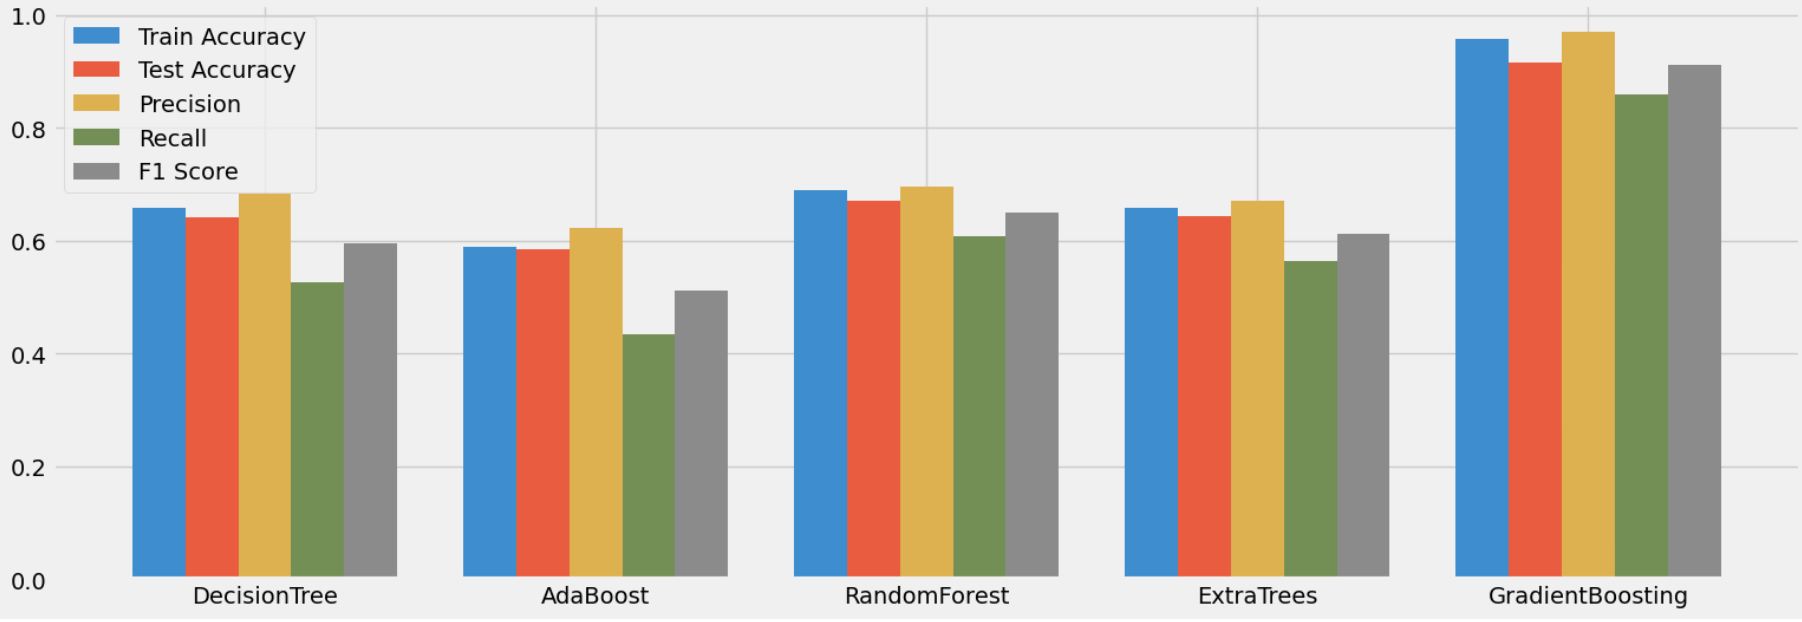 1.0
0.8
0.6
0.4
0.2
0.0
Train Accuracy
Test Accuracy
Precision
Recall
F1 Score
DecisionTree
AdaBoost
RandomForest
ExtraTrees
GradientBoosting